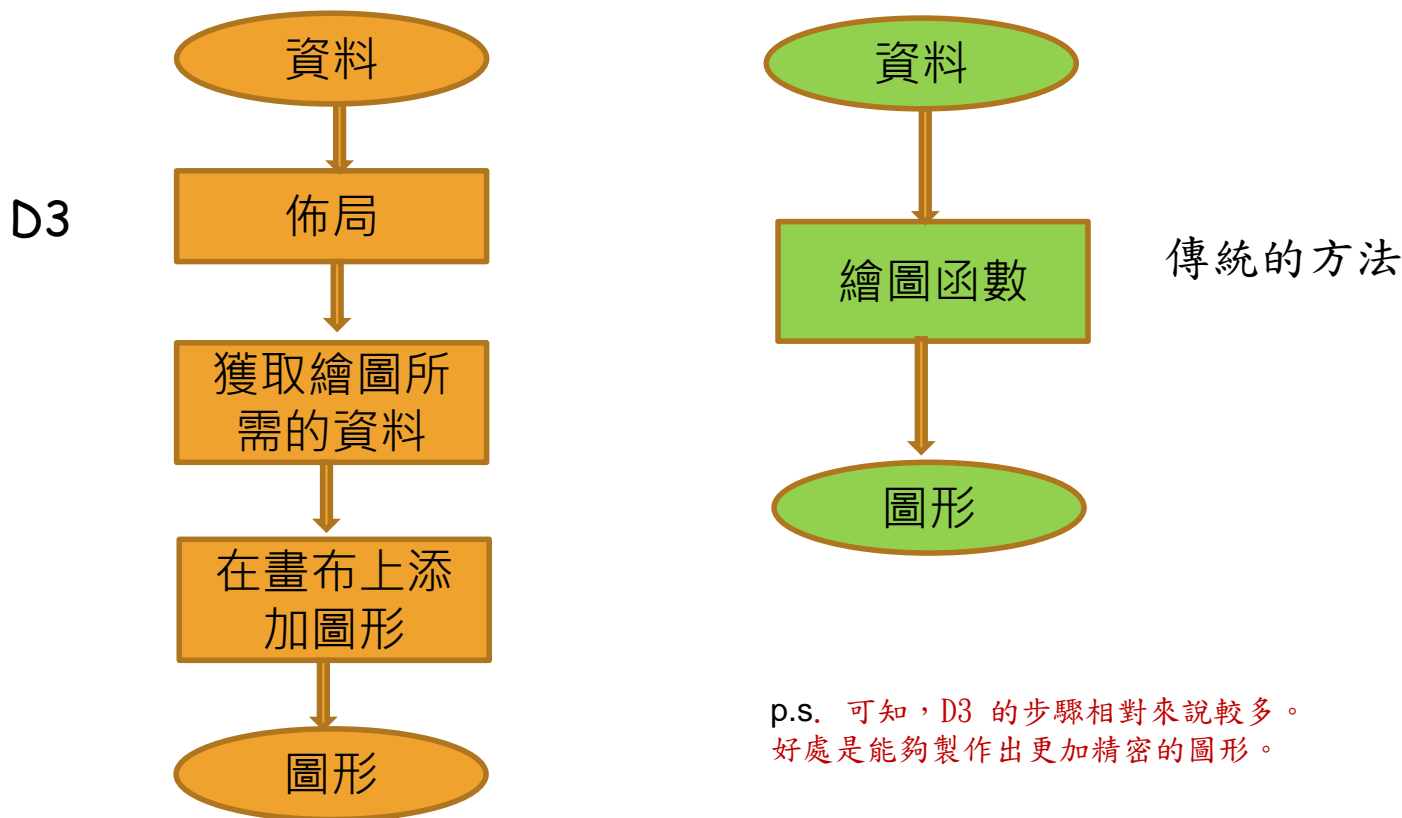 D3
資料
佈局
獲取繪圖所
需的資料
在畫布上添
加圖形
圖形
資料
繪圖函數
圖形
傳統的方法
p.s. 可知，D3 的步驟相對來說較多。
好處是能夠製作出更加精密的圖形。